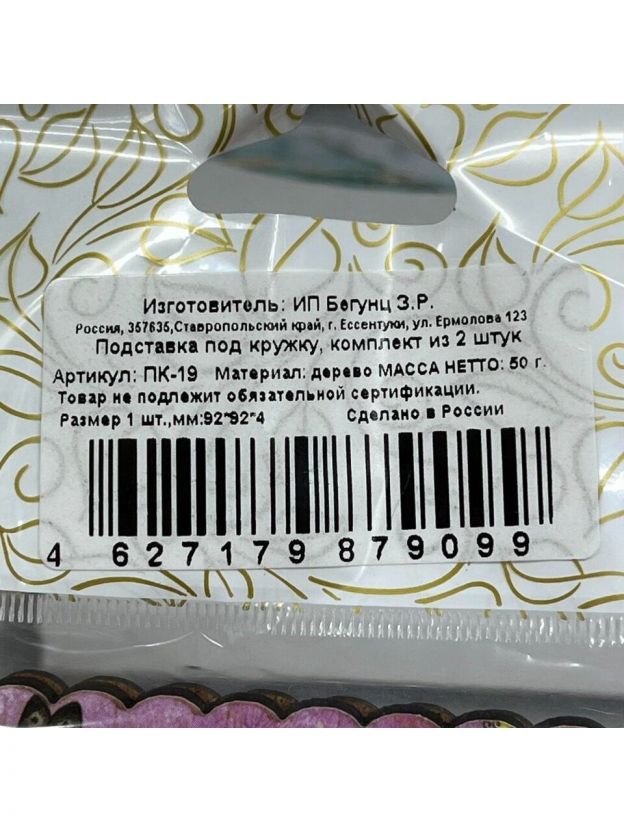 Изготовитель: ИП Бегунц З.Р.
Россия, 357635,Ставропольский край, г. Ессентуки, ул. Ермолова 123
Подставка под кружку, комплект из 2 штук
Артикул: ПК-19 Материал: дерево МАССА НЕТТО: 50 г.
Товар не подлежит обязательной сертификации.
Размер 1 шт.,мм:92*92*4 Сделано в России
4 627179 879099